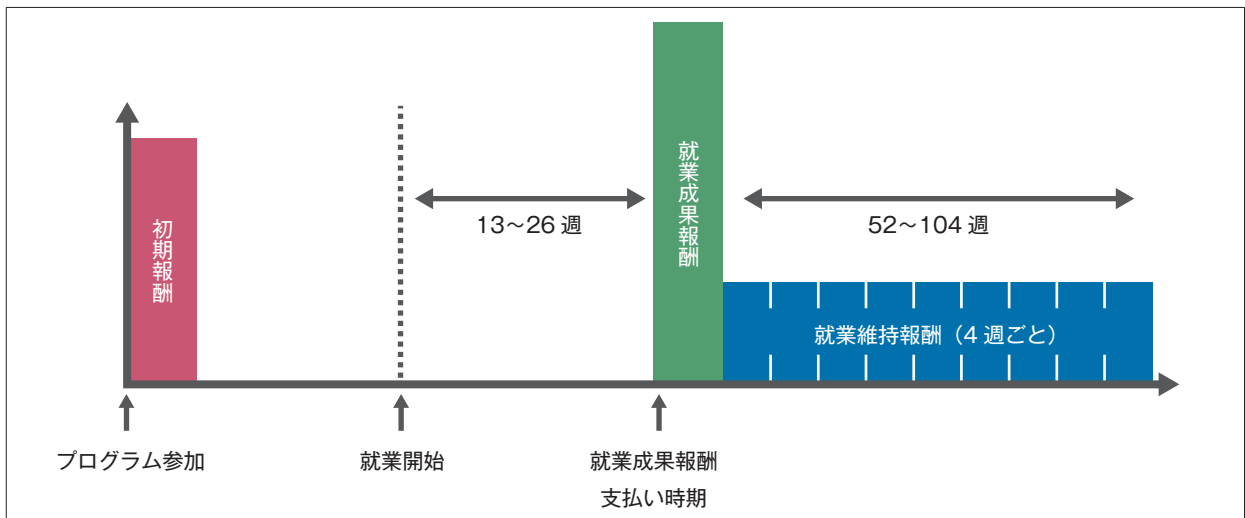 初期報酬
13〜26 週
就業成果報酬
52〜104 週
就業維持報酬（4 週ごと）
プログラム参加
就業開始
就業成果報酬
支払い時期